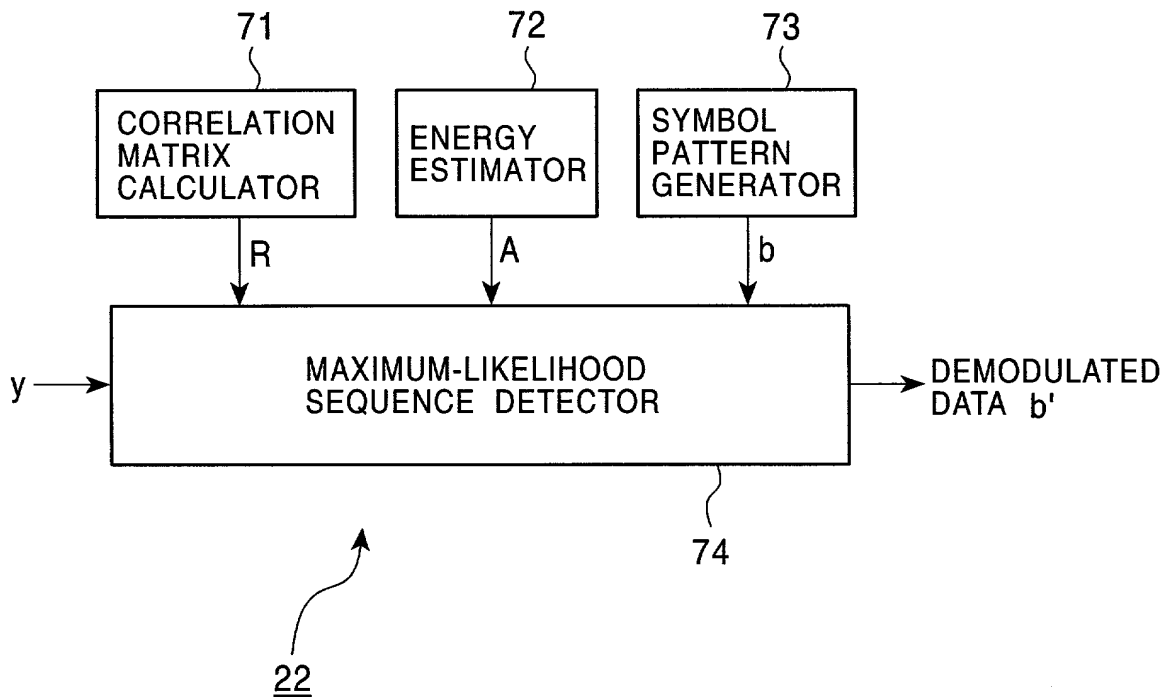 71
72
73
CORRELATION
MATRIX
CALCULATOR
ENERGY
ESTIMATOR
SYMBOL
PATTERN
GENERATOR
R
A
b
y
MAXIMUM-LIKELIHOOD
SEQUENCE DETECTOR
DEMODULATED
DATA b'
74
22